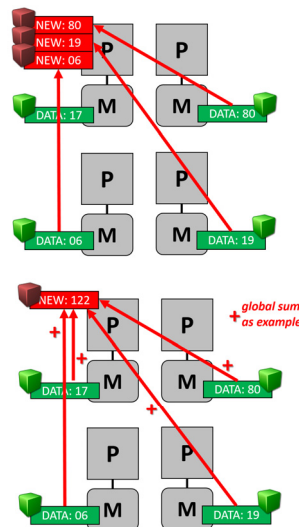 NEW: 80
NEW: 19
NEW: 06
P
P
M
M
DATA: 17
DATA: 80
P
P
M
M
DATA: 06
DATA: 19
NEW: 122
+ global sum
as example
P
P
+
+
+
M
M
DATA: 17
DATA: 80
+
P
P
M
M
DATA: 06
DATA: 19